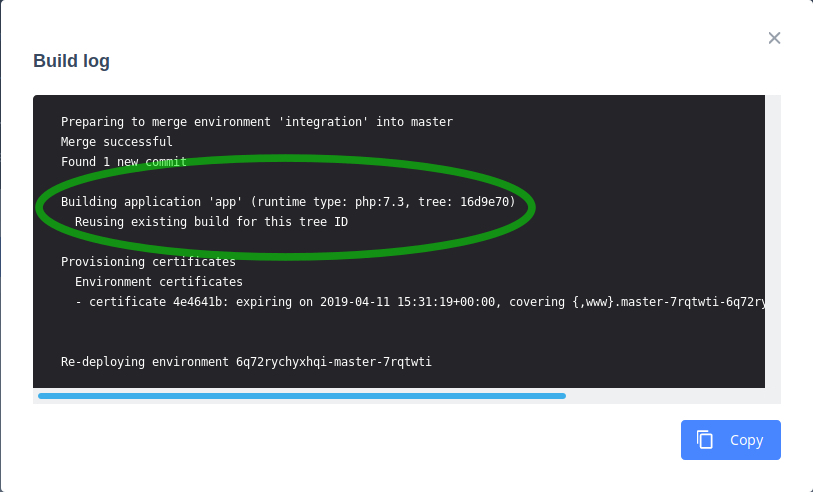 Build log
Preparing to merge environment 'integration' into master
Merge successful
Found 1 new commit
Building application 'app' (runtime type: php:7.3, tree: 16d9e70)
Reusing existing build for this tree ID
Provisioning certificates
Environment certificates
- certificate 4e4641b: expiring on 2019-04-11 15:31:19+00:00, covering {,www}.master-7rqtwti-6q72ry
Re-deploying environment 6q72rychyxhqi-master-7rqtwti
Copy